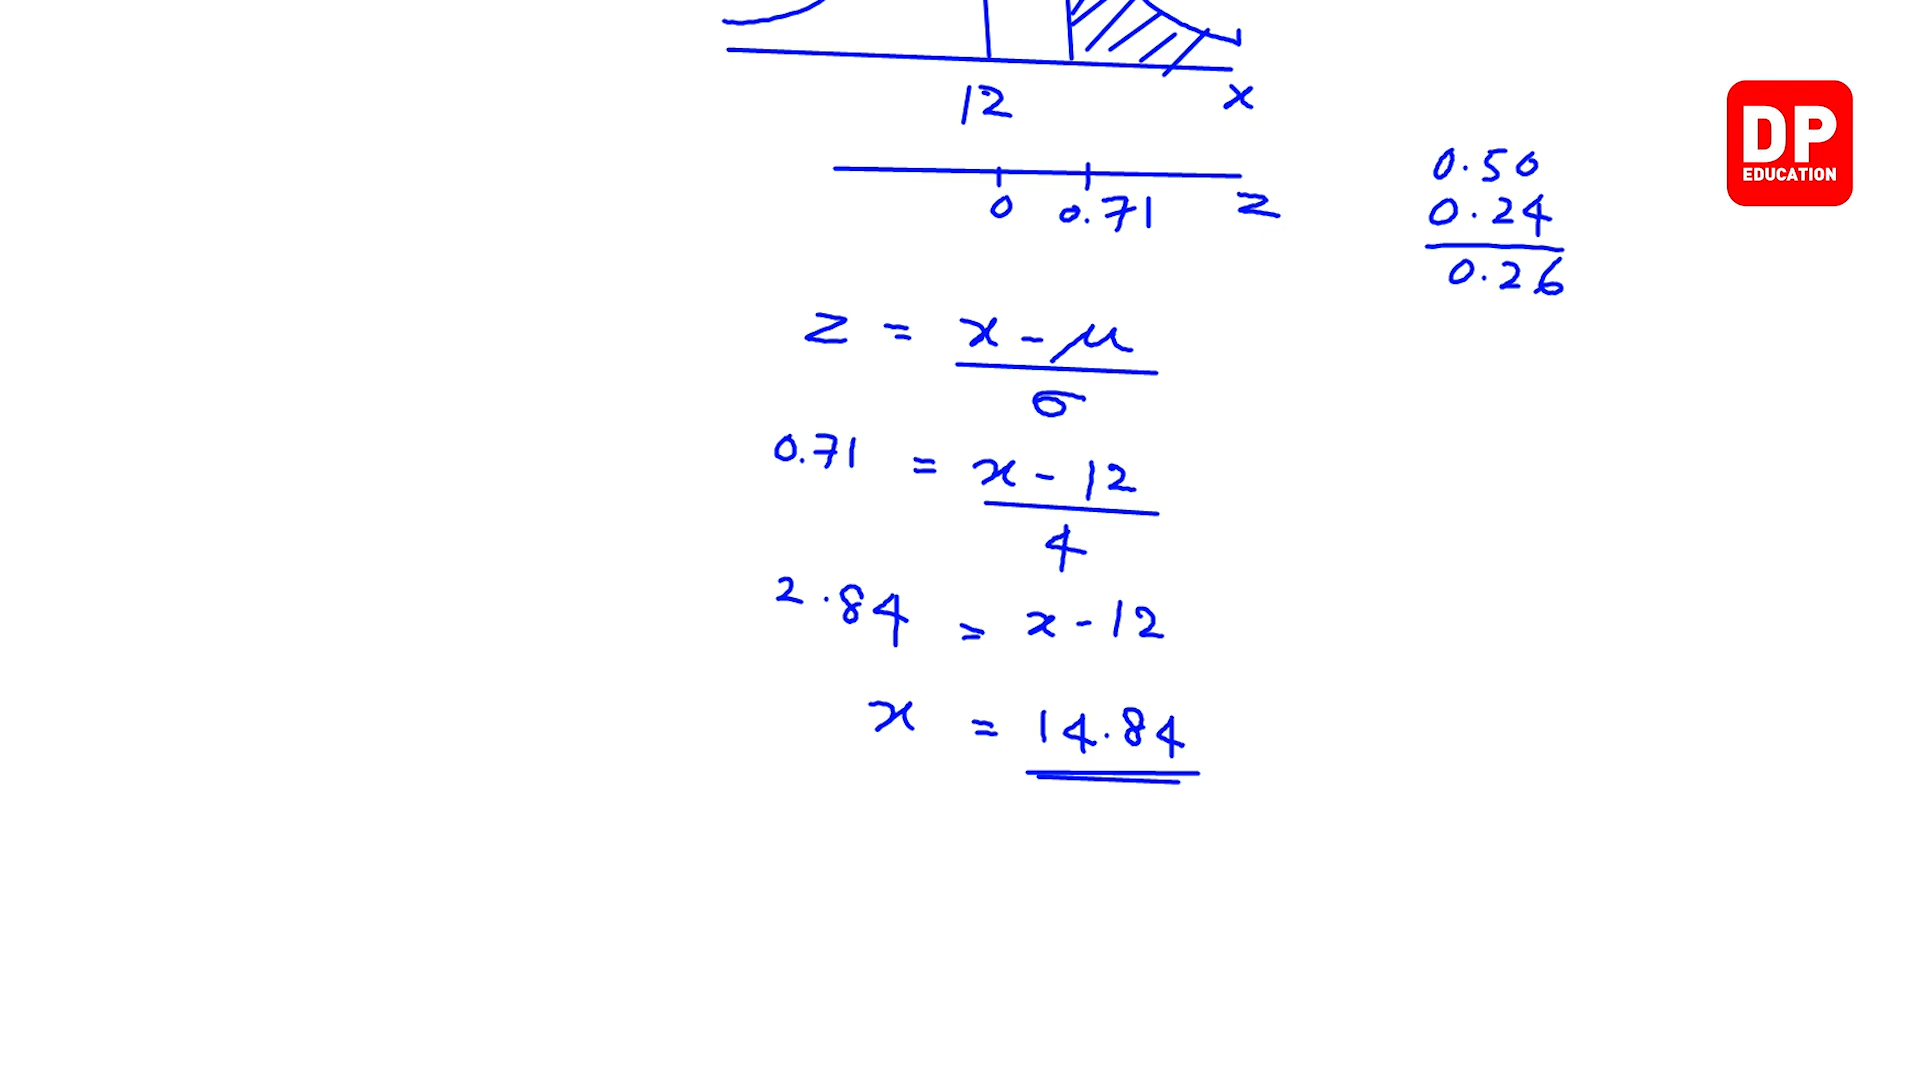 12 x
0 0.71 z
z = x - μ
σ
0.71 = x - 12
4
2.84 = x - 12
x = 14.84
0.50
0.24
0.26
DP
EDUCATION